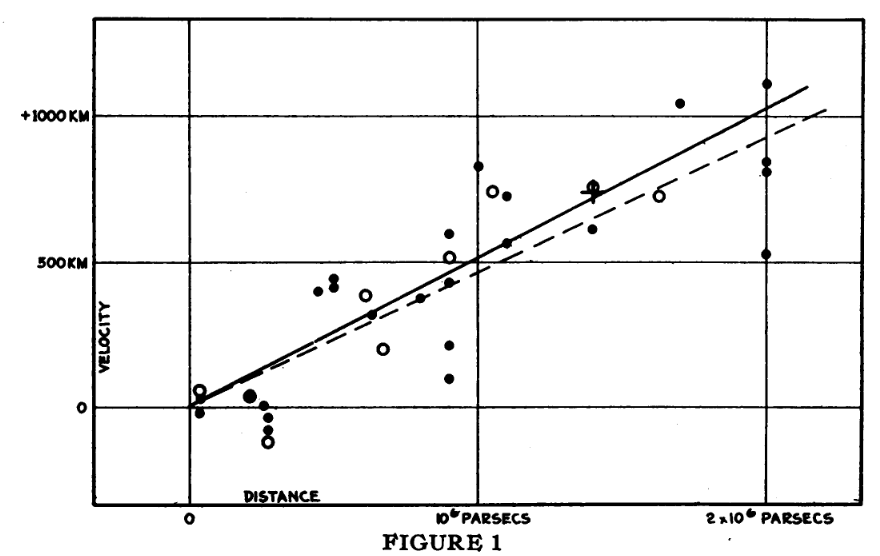 +1000 KM
500 KM
VELOCITY
0
DISTANCE
0 10⁶ PARSECS 2 x 10⁶ PARSECS
FIGURE 1